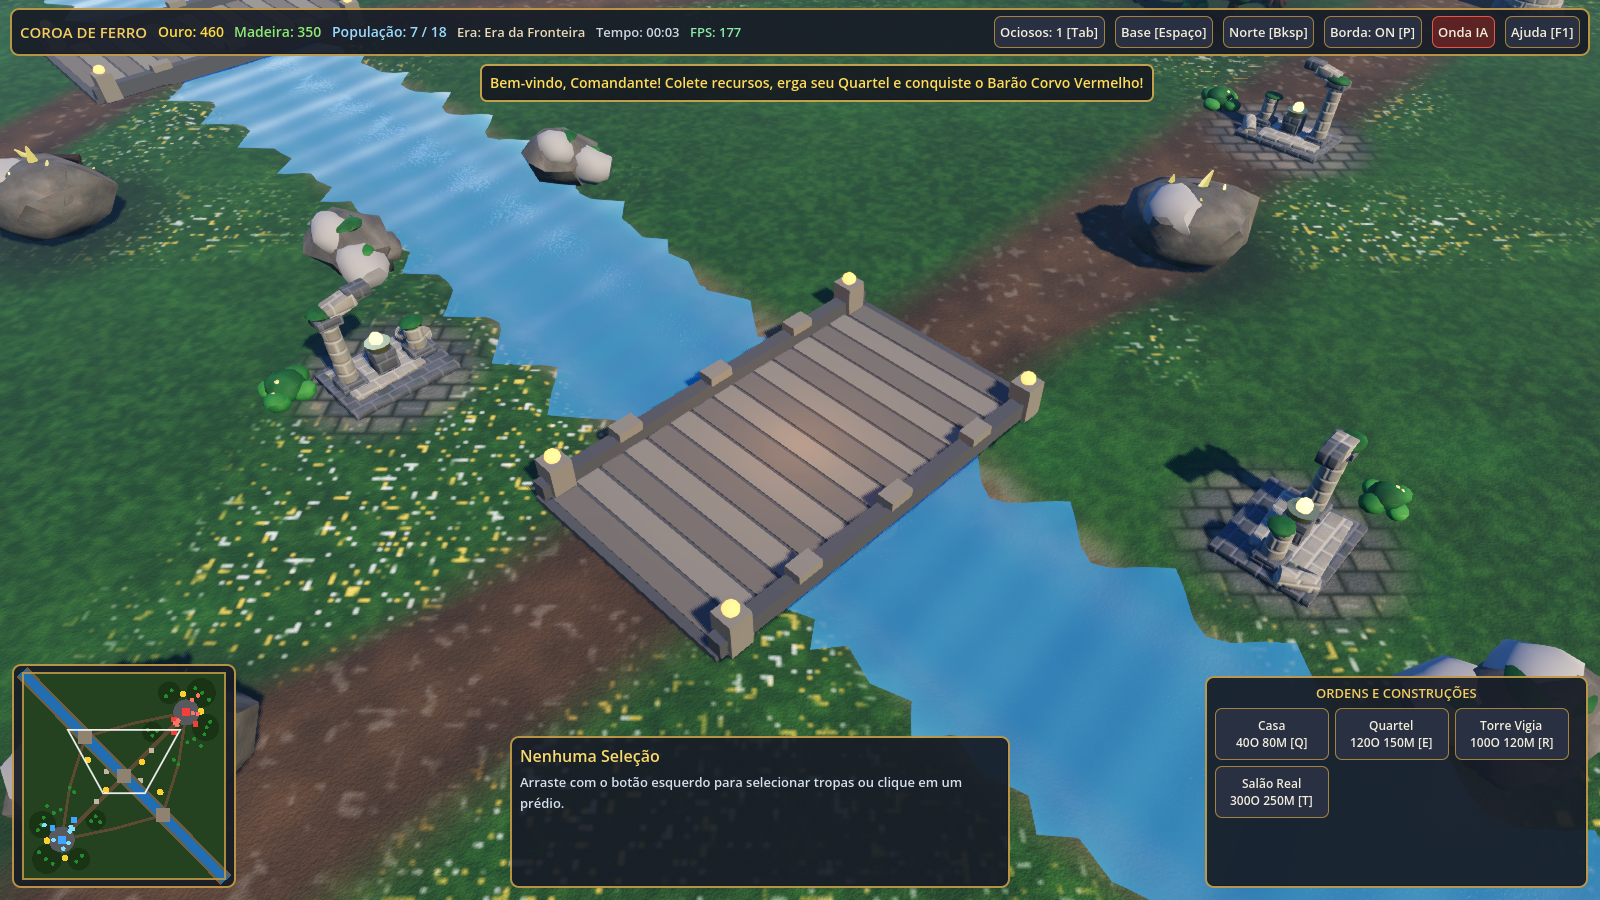 COROA DE FERRO Ouro: 460 Madeira: 350 População: 7 / 18 Era: Era da Fronteira Tempo: 00:03 FPS: 177 Ociosos: 1 [Tab] Base [Espaço] Norte [Bksp] Borda: ON [P] Onda IA Ajuda [F1]
Bem-vindo, Comandante! Colete recursos, erga seu Quartel e conquiste o Barão Corvo Vermelho!
Nenhuma Seleção
Arraste com o botão esquerdo para selecionar tropas ou clique em um
prédio.
ORDENS E CONSTRUÇÕES
Casa
40O 80M [Q]
Quartel
120O 150M [E]
Torre Vigia
100O 120M [R]
Salão Real
300O 250M [T]